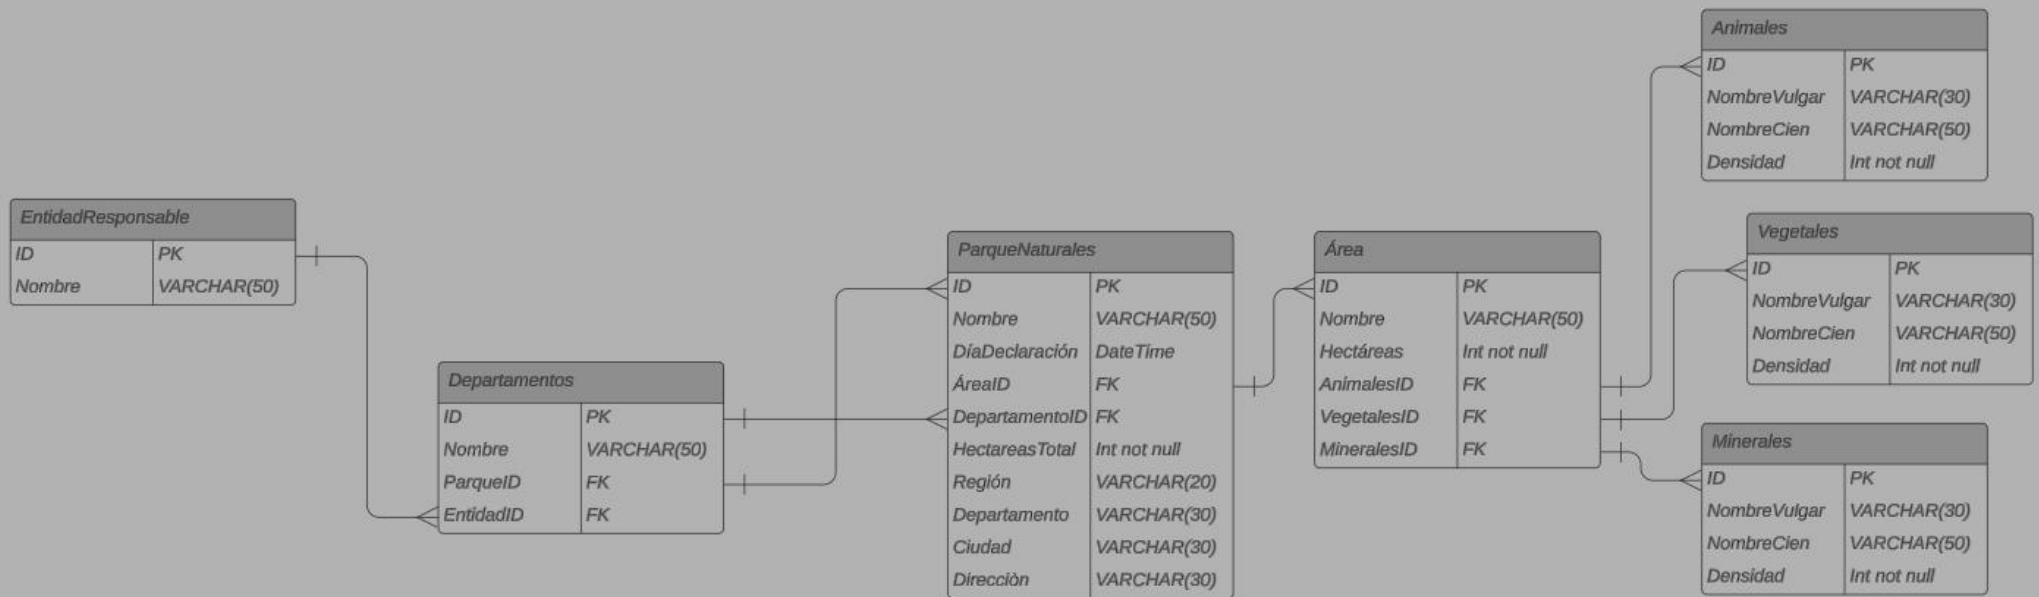 EntidadResponsable
ID PK
Nombre VARCHAR(50)
Departamentos
ID PK
Nombre VARCHAR(50)
ParqueID FK
EntidadID FK
ParqueNaturales
ID PK
Nombre VARCHAR(50)
DíaDeclaración DateTime
ÁreaID FK
DepartamentoID FK
HectareasTotal Int not null
Región VARCHAR(20)
Departamento VARCHAR(30)
Ciudad VARCHAR(30)
Direcciòn VARCHAR(30)
Área
ID PK
Nombre VARCHAR(50)
Hectáreas Int not null
AnimalesID FK
VegetalesID FK
MineralesID FK
Animales
ID PK
NombreVulgar VARCHAR(30)
NombreCien VARCHAR(50)
Densidad Int not null
Vegetales
ID PK
NombreVulgar VARCHAR(30)
NombreCien VARCHAR(50)
Densidad Int not null
Minerales
ID PK
NombreVulgar VARCHAR(30)
NombreCien VARCHAR(50)
Densidad Int not null